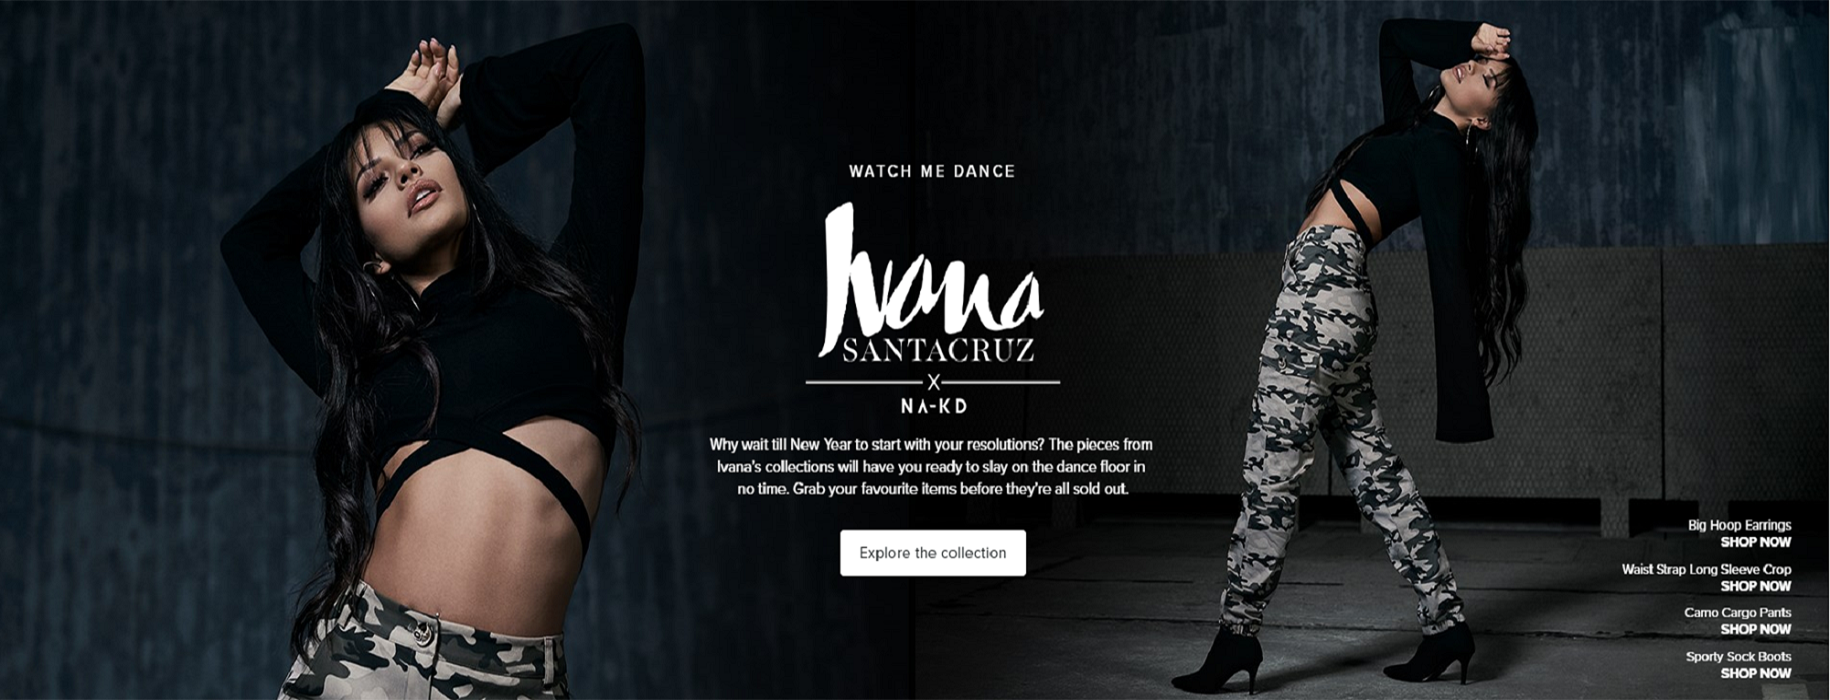 WATCH ME DANCE
Ivana
SANTACRUZ
X
NA-KD
Why wait till New Year to start with your resolutions? The pieces from
Ivana's collections will have you ready to slay on the dance floor in
no time. Grab your favourite items before they're all sold out.
Explore the collection
Big Hoop Earrings
SHOP NOW
Waist Strap Long Sleeve Crop
SHOP NOW
Camo Cargo Pants
SHOP NOW
Sporty Sock Boots
SHOP NOW